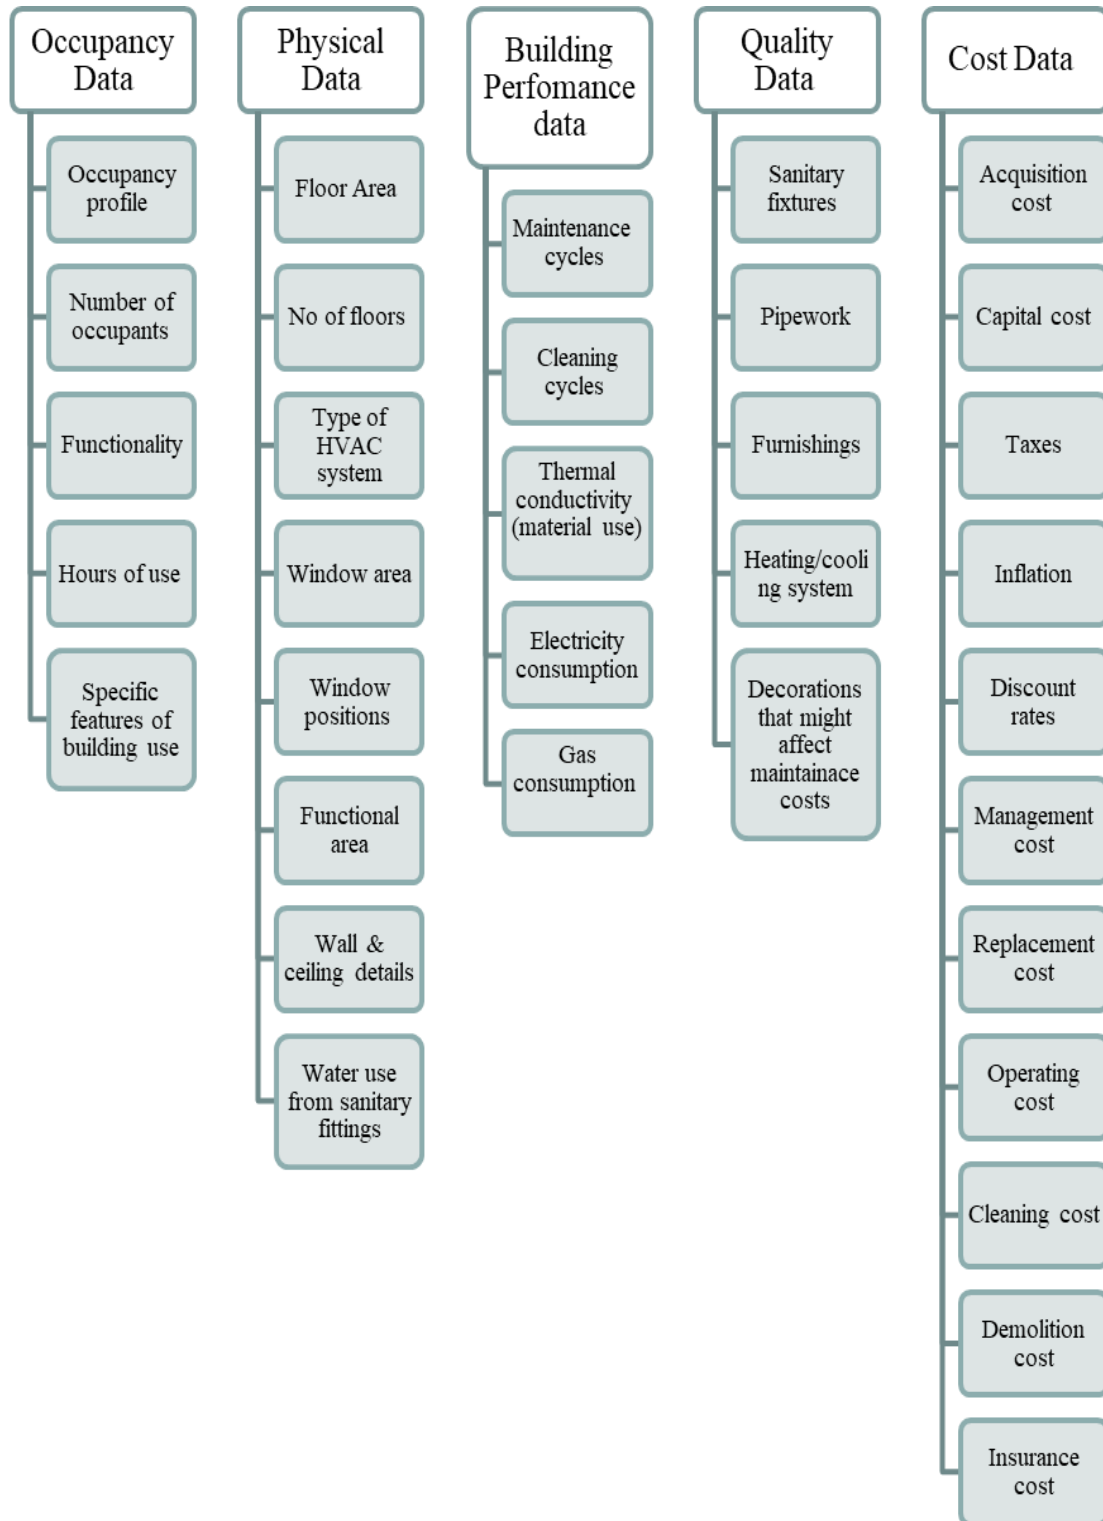 Occupancy
Data
Occupancy
profile
Number of
occupants
Functionality
Hours of use
Specific
features of
building use
Physical
Data
Floor Area
No of floors
Type of
HVAC
system
Window area
Window
positions
Functional
area
Wall &
ceiling details
Water use
from sanitary
fittings
Building
Perfomance
data
Maintenance
cycles
Cleaning
cycles
Thermal
conductivity
(material use)
Electricity
consumption
Gas
consumption
Quality
Data
Sanitary
fixtures
Pipework
Furnishings
Heating/cooli
ng system
Decorations
that might
affect
maintainace
costs
Cost Data
Acquisition
cost
Capital cost
Taxes
Inflation
Discount
rates
Management
cost
Replacement
cost
Operating
cost
Cleaning cost
Demolition
cost
Insurance
cost